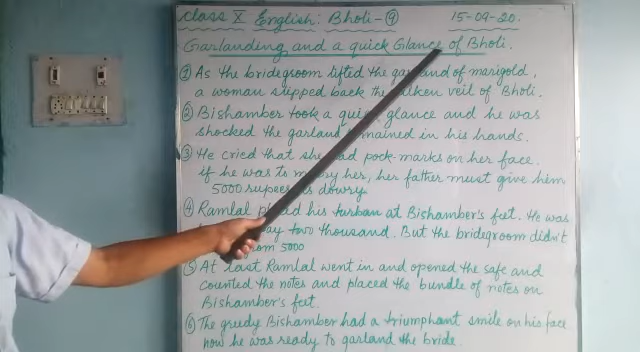 Class X English: Bholi-⑨ 15-09-20.
Garlanding and a quick Glance of Bholi.
① As the bridegroom lifted the garland of marigold,
a woman slipped back the silken veil of Bholi.
② Bishamber took a quick glance and he was
shocked the garland remained in his hands.
③ He cried that she had pock-marks on her face.
if he was to marry her, her father must give him
5000 rupees as dowry
④ Ramlal placed his turban at Bishamber's feet. He was
two thousand. But the bridegroom didn't
from 5000
⑤ At last Ramlal went in and opened the safe and
counted the notes and placed the bundle of notes on
Bishamber's feet
⑥ The greedy Bishamber had a triumphant smile on his face
now he was ready to garland the bride